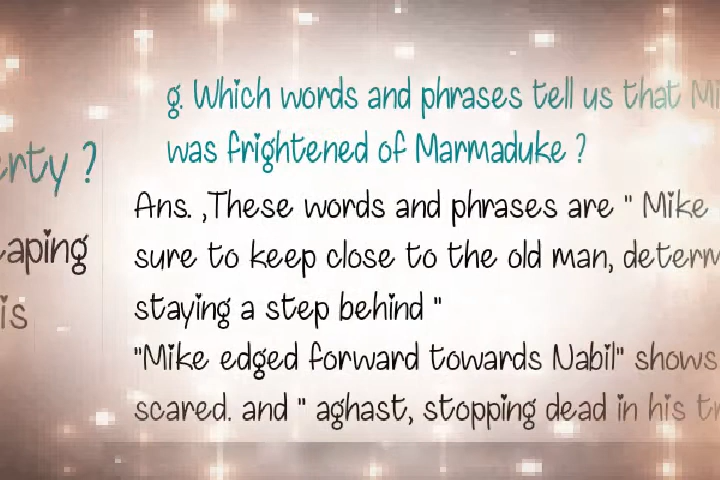 g. Which words and phrases tell us that Mi
was frightened of Marmaduke ?
Ans. ,These words and phrases are " Mike
sure to keep close to the old man, determ
staying a step behind "
"Mike edged forward towards Nabil" shows
scared. and " aghast, stopping dead in his tr
erty ?
eaping
is